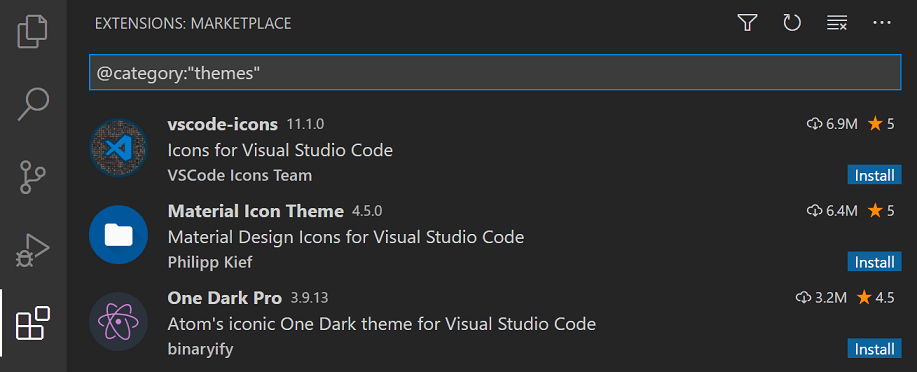 EXTENSIONS: MARKETPLACE
@category:"themes"
vscode-icons 11.1.0 6.9M 5
Icons for Visual Studio Code
VSCode Icons Team Install
Material Icon Theme 4.5.0 6.4M 5
Material Design Icons for Visual Studio Code
Philipp Kief Install
One Dark Pro 3.9.13 3.2M 4.5
Atom's iconic One Dark theme for Visual Studio Code
binaryify Install